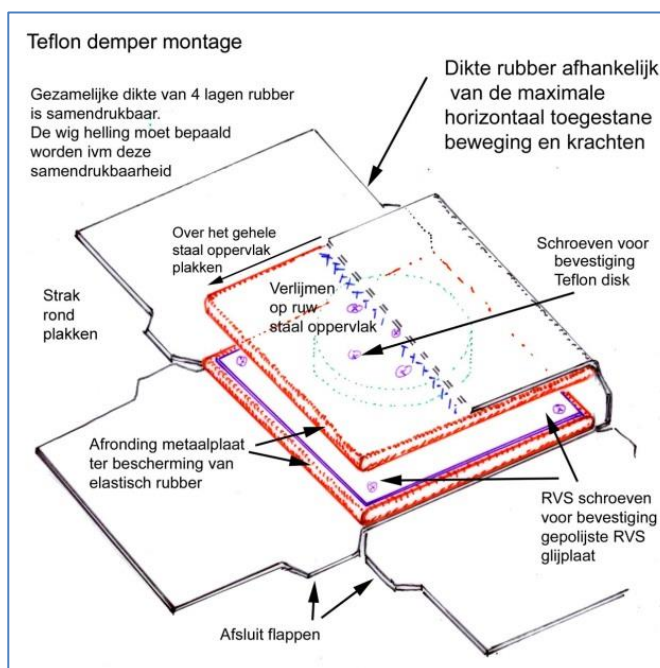 Teflon demper montage
Gezamelijke dikte van 4 lagen rubber
is samendrukbaar.
De wig helling moet bepaald
worden ivm deze
samendrukbaarheid
Dikte rubber afhankelijk
van de maximale
horizontaal toegestane
beweging en krachten
Over het gehele
staal oppervlak
plakken
Schroeven voor
bevestiging
Teflon disk
Verlijmen
op ruw
staal oppervlak
Strak
rond
plakken
Afronding metaalplaat
ter bescherming van
elastisch rubber
RVS schroeven
voor bevestiging
gepolijste RVS
glijplaat
Afsluit flappen